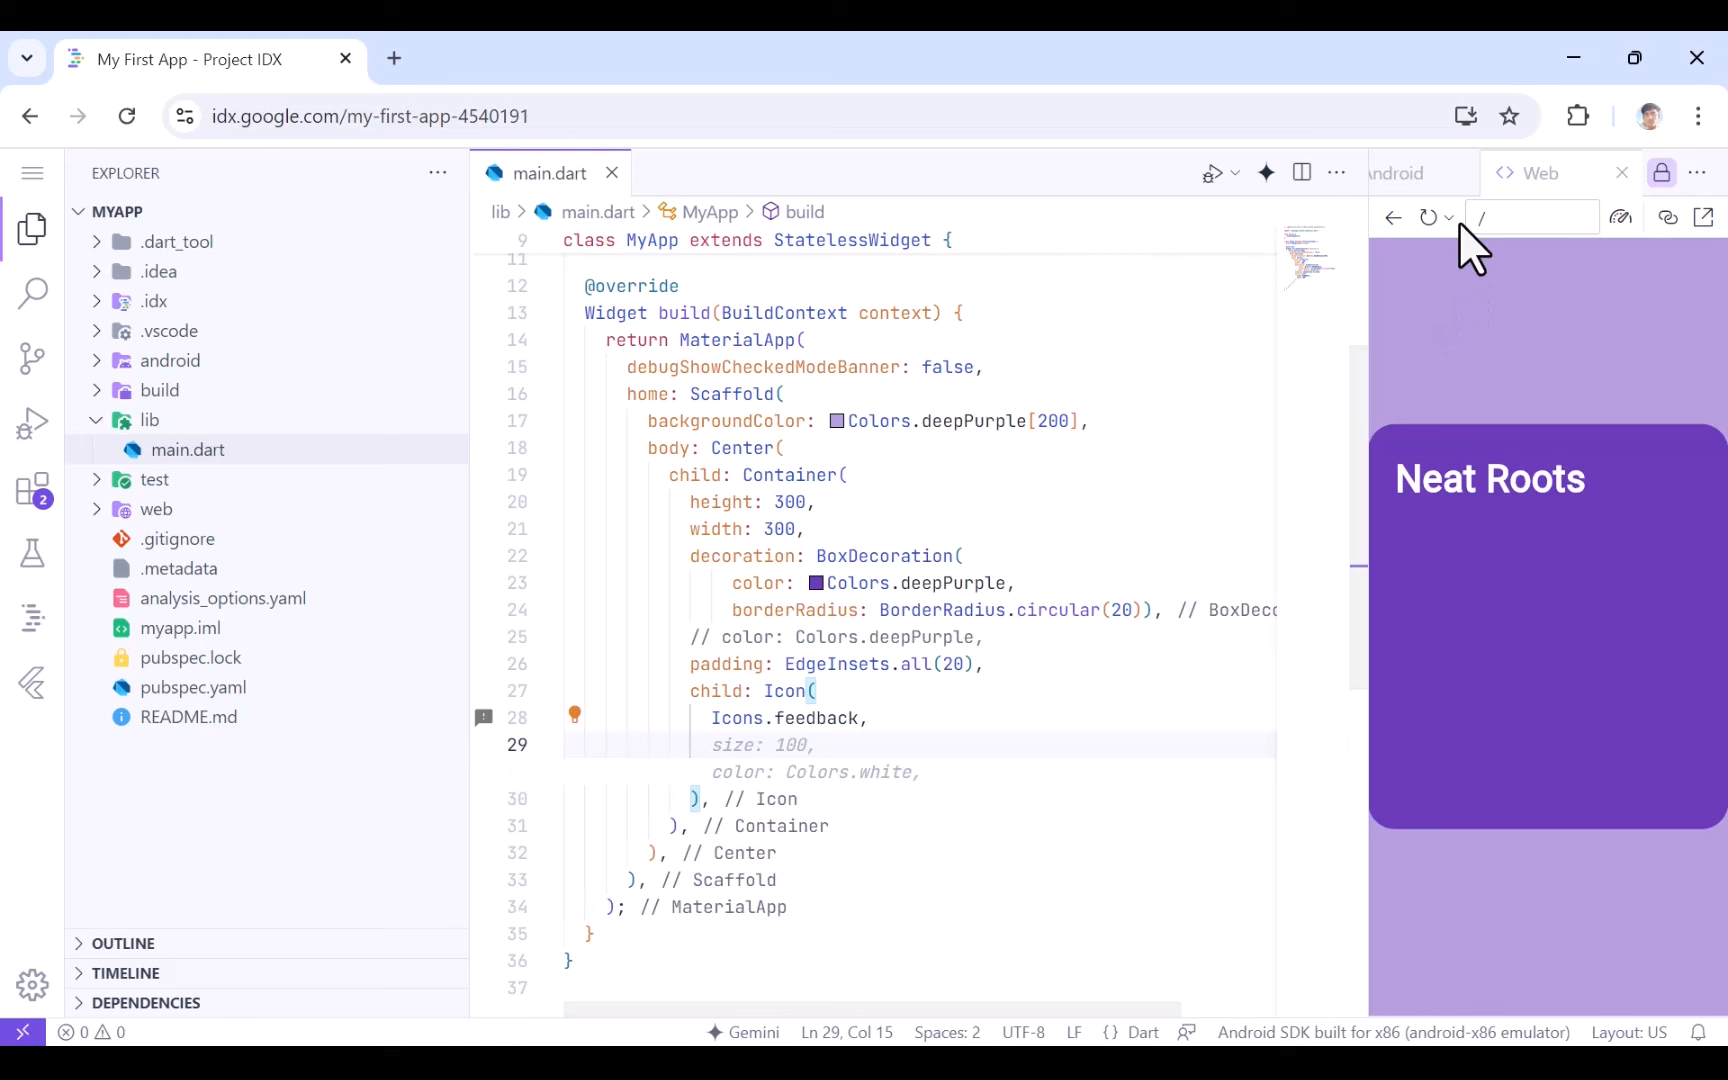 My First App - Project IDX
idx.google.com/my-first-app-4540191
EXPLORER
MYAPP
.dart_tool
.idea
.idx
.vscode
android
build
lib
main.dart
test
web
.gitignore
.metadata
analysis_options.yaml
myapp.iml
pubspec.lock
pubspec.yaml
README.md
OUTLINE
TIMELINE
DEPENDENCIES
2
main.dart
lib > main.dart > MyApp > build
9 class MyApp extends StatelessWidget {
11
12 @override
13 Widget build(BuildContext context) {
14 return MaterialApp(
15 debugShowCheckedModeBanner: false,
16 home: Scaffold(
17 backgroundColor: Colors.deepPurple[200],
18 body: Center(
19 child: Container(
20 height: 300,
21 width: 300,
22 decoration: BoxDecoration(
23 color: Colors.deepPurple,
24 borderRadius: BorderRadius.circular(20)), // BoxDeco
25 // color: Colors.deepPurple,
26 padding: EdgeInsets.all(20),
27 child: Icon(
28 Icons.feedback,
29 size: 100,
color: Colors.white,
30 ), // Icon
31 ), // Container
32 ), // Center
33 ), // Scaffold
34 ); // MaterialApp
35 }
36 }
37
ndroid
Web
/
Neat Roots
0 0
Gemini Ln 29, Col 15 Spaces: 2 UTF-8 LF {} Dart Android SDK built for x86 (android-x86 emulator) Layout: US